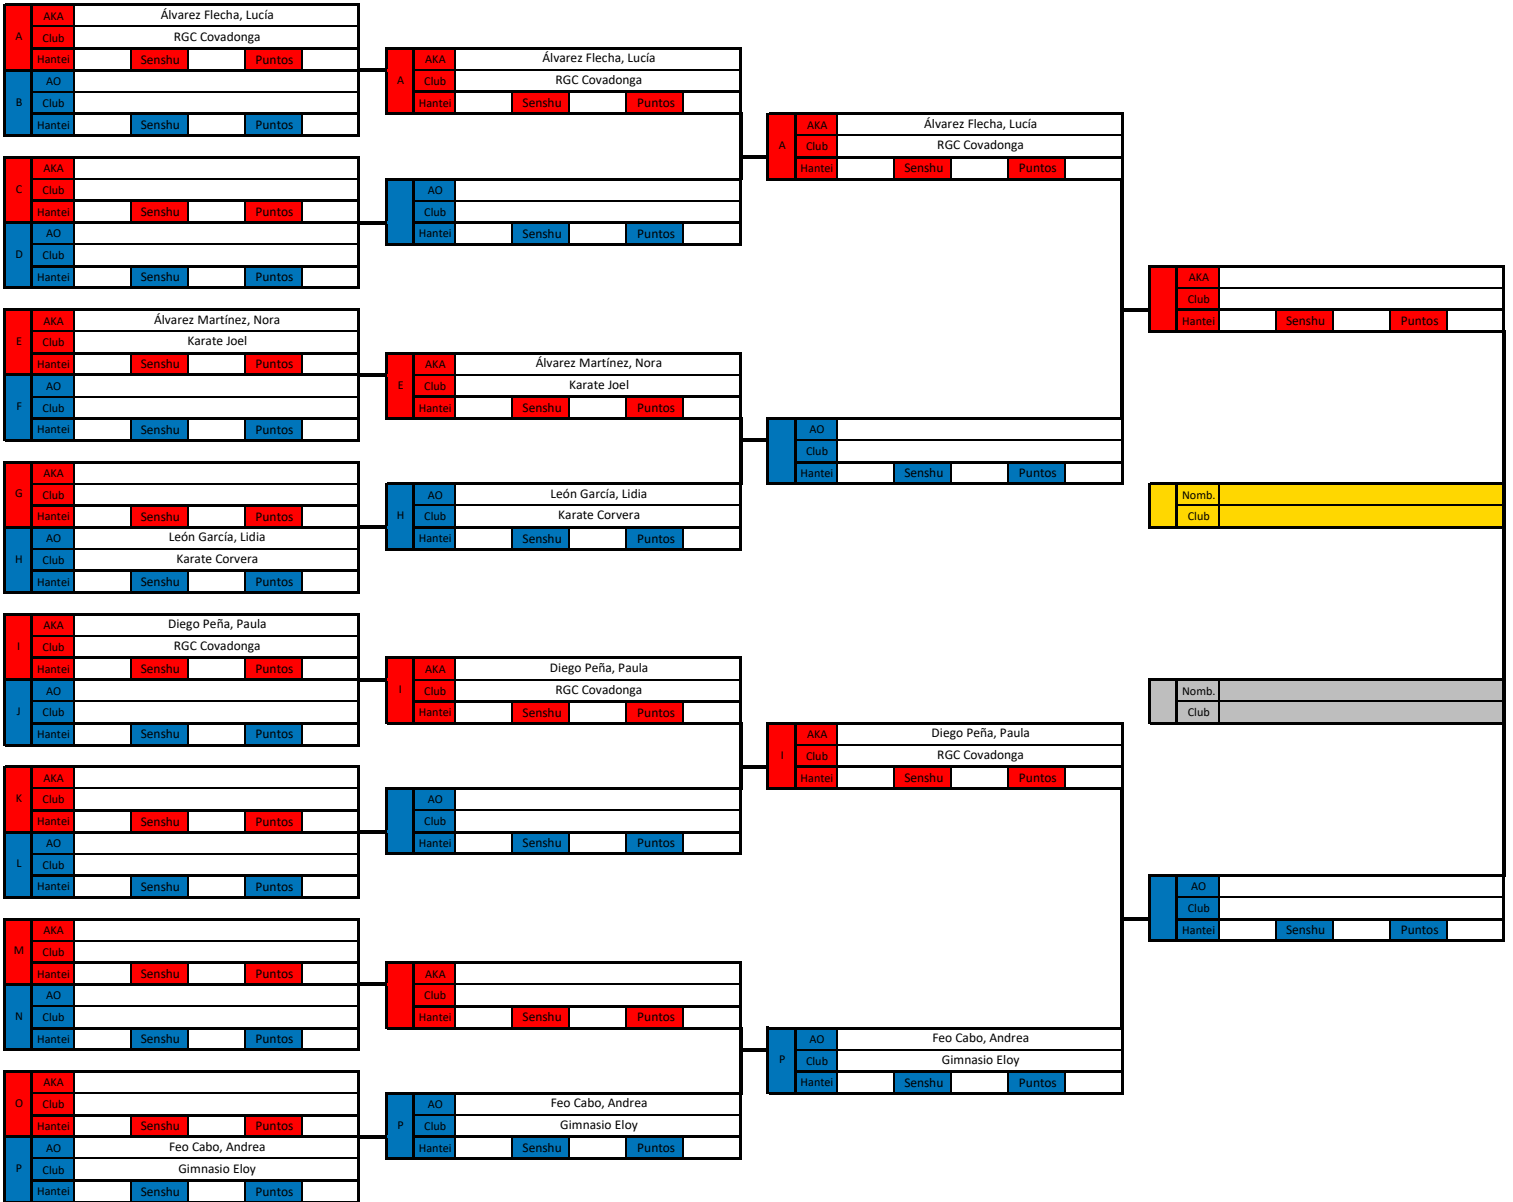 A
AKA Álvarez Flecha, Lucía
Club RGC Covadonga
Hantei Senshu Puntos
B
AO
Club
Hantei Senshu Puntos
C
AKA
Club
Hantei Senshu Puntos
D
AO
Club
Hantei Senshu Puntos
E
AKA Álvarez Martínez, Nora
Club Karate Joel
Hantei Senshu Puntos
F
AO
Club
Hantei Senshu Puntos
G
AKA
Club
Hantei Senshu Puntos
H
AO León García, Lidia
Club Karate Corvera
Hantei Senshu Puntos
I
AKA Diego Peña, Paula
Club RGC Covadonga
Hantei Senshu Puntos
J
AO
Club
Hantei Senshu Puntos
K
AKA
Club
Hantei Senshu Puntos
L
AO
Club
Hantei Senshu Puntos
M
AKA
Club
Hantei Senshu Puntos
N
AO
Club
Hantei Senshu Puntos
O
AKA
Club
Hantei Senshu Puntos
P
AO Feo Cabo, Andrea
Club Gimnasio Eloy
Hantei Senshu Puntos
A
AKA Álvarez Flecha, Lucía
Club RGC Covadonga
Hantei Senshu Puntos
AO
Club
Hantei Senshu Puntos
E
AKA Álvarez Martínez, Nora
Club Karate Joel
Hantei Senshu Puntos
H
AO León García, Lidia
Club Karate Corvera
Hantei Senshu Puntos
I
AKA Diego Peña, Paula
Club RGC Covadonga
Hantei Senshu Puntos
AO
Club
Hantei Senshu Puntos
AKA
Club
Hantei Senshu Puntos
P
AO Feo Cabo, Andrea
Club Gimnasio Eloy
Hantei Senshu Puntos
A
AKA Álvarez Flecha, Lucía
Club RGC Covadonga
Hantei Senshu Puntos
AO
Club
Hantei Senshu Puntos
I
AKA Diego Peña, Paula
Club RGC Covadonga
Hantei Senshu Puntos
P
AO Feo Cabo, Andrea
Club Gimnasio Eloy
Hantei Senshu Puntos
AKA
Club
Hantei Senshu Puntos
Nomb.
Club
Nomb.
Club
AO
Club
Hantei Senshu Puntos